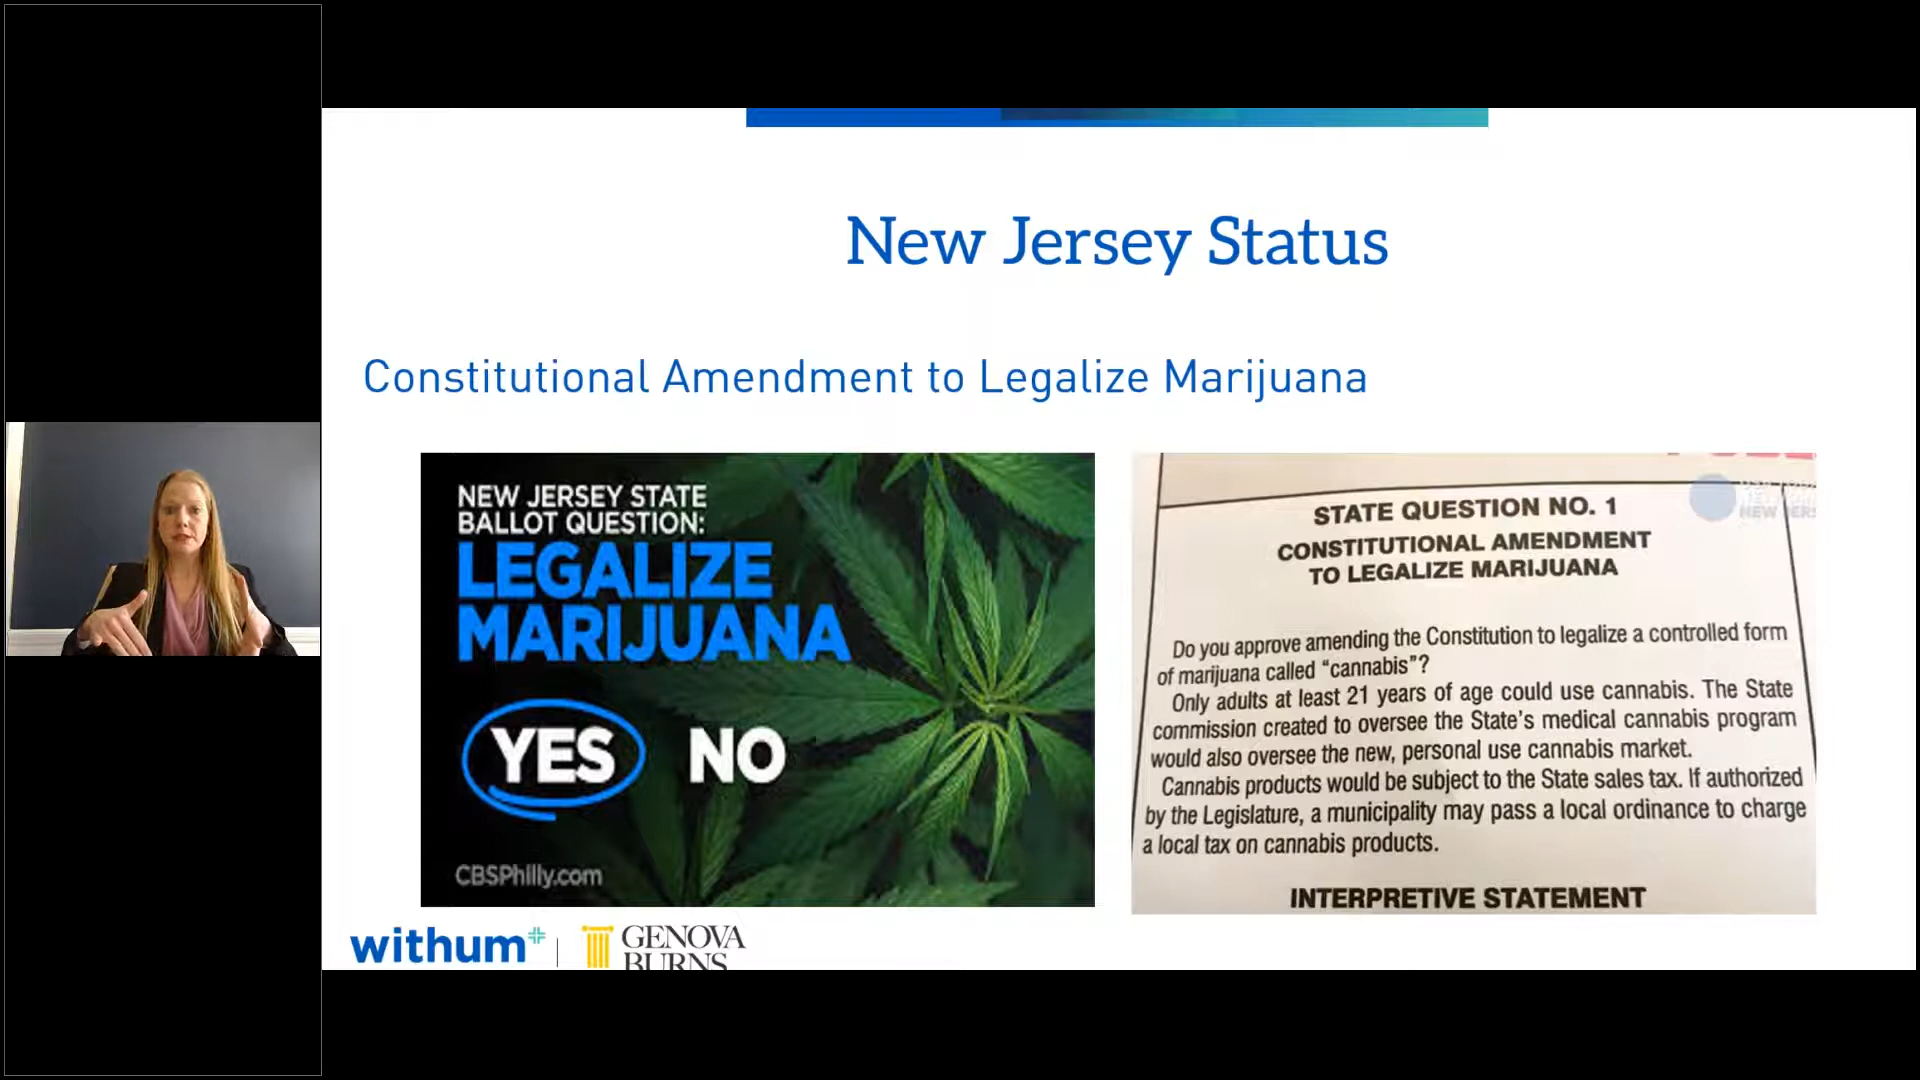 New Jersey Status
Constitutional Amendment to Legalize Marijuana
NEW JERSEY STATE
BALLOT QUESTION:
LEGALIZE
MARIJUANA
YES NO
CBSPhilly.com
STATE QUESTION NO. 1
CONSTITUTIONAL AMENDMENT
TO LEGALIZE MARIJUANA
Do you approve amending the Constitution to legalize a controlled form
of marijuana called “cannabis”?
Only adults at least 21 years of age could use cannabis. The State
commission created to oversee the State’s medical cannabis program
would also oversee the new, personal use cannabis market.
Cannabis products would be subject to the State sales tax. If authorized
by the Legislature, a municipality may pass a local ordinance to charge
a local tax on cannabis products.
INTERPRETIVE STATEMENT
withum
GENOVA
BURNS